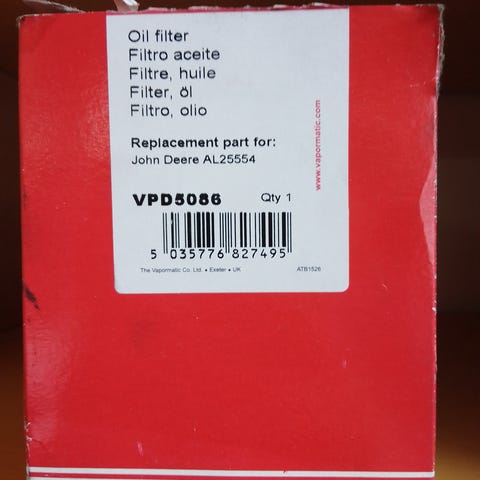 Oil filter
Filtro aceite
Filtre, huile
Filter, öl
Filtro, olio
Replacement part for:
John Deere AL25554
www.vapormatic.com
VPD5086 Qty 1
5 035776 827495
The Vapormatic Co. Ltd. • Exeter • UK ATB1526